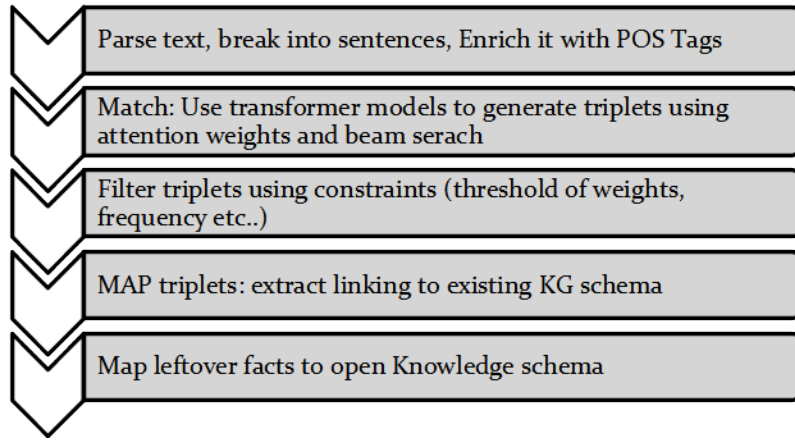 Parse text, break into sentences, Enrich it with POS Tags
Match: Use transformer models to generate triplets using
attention weights and beam serach
Filter triplets using constraints (threshold of weights,
frequency etc..)
MAP triplets: extract linking to existing KG schema
Map leftover facts to open Knowledge schema